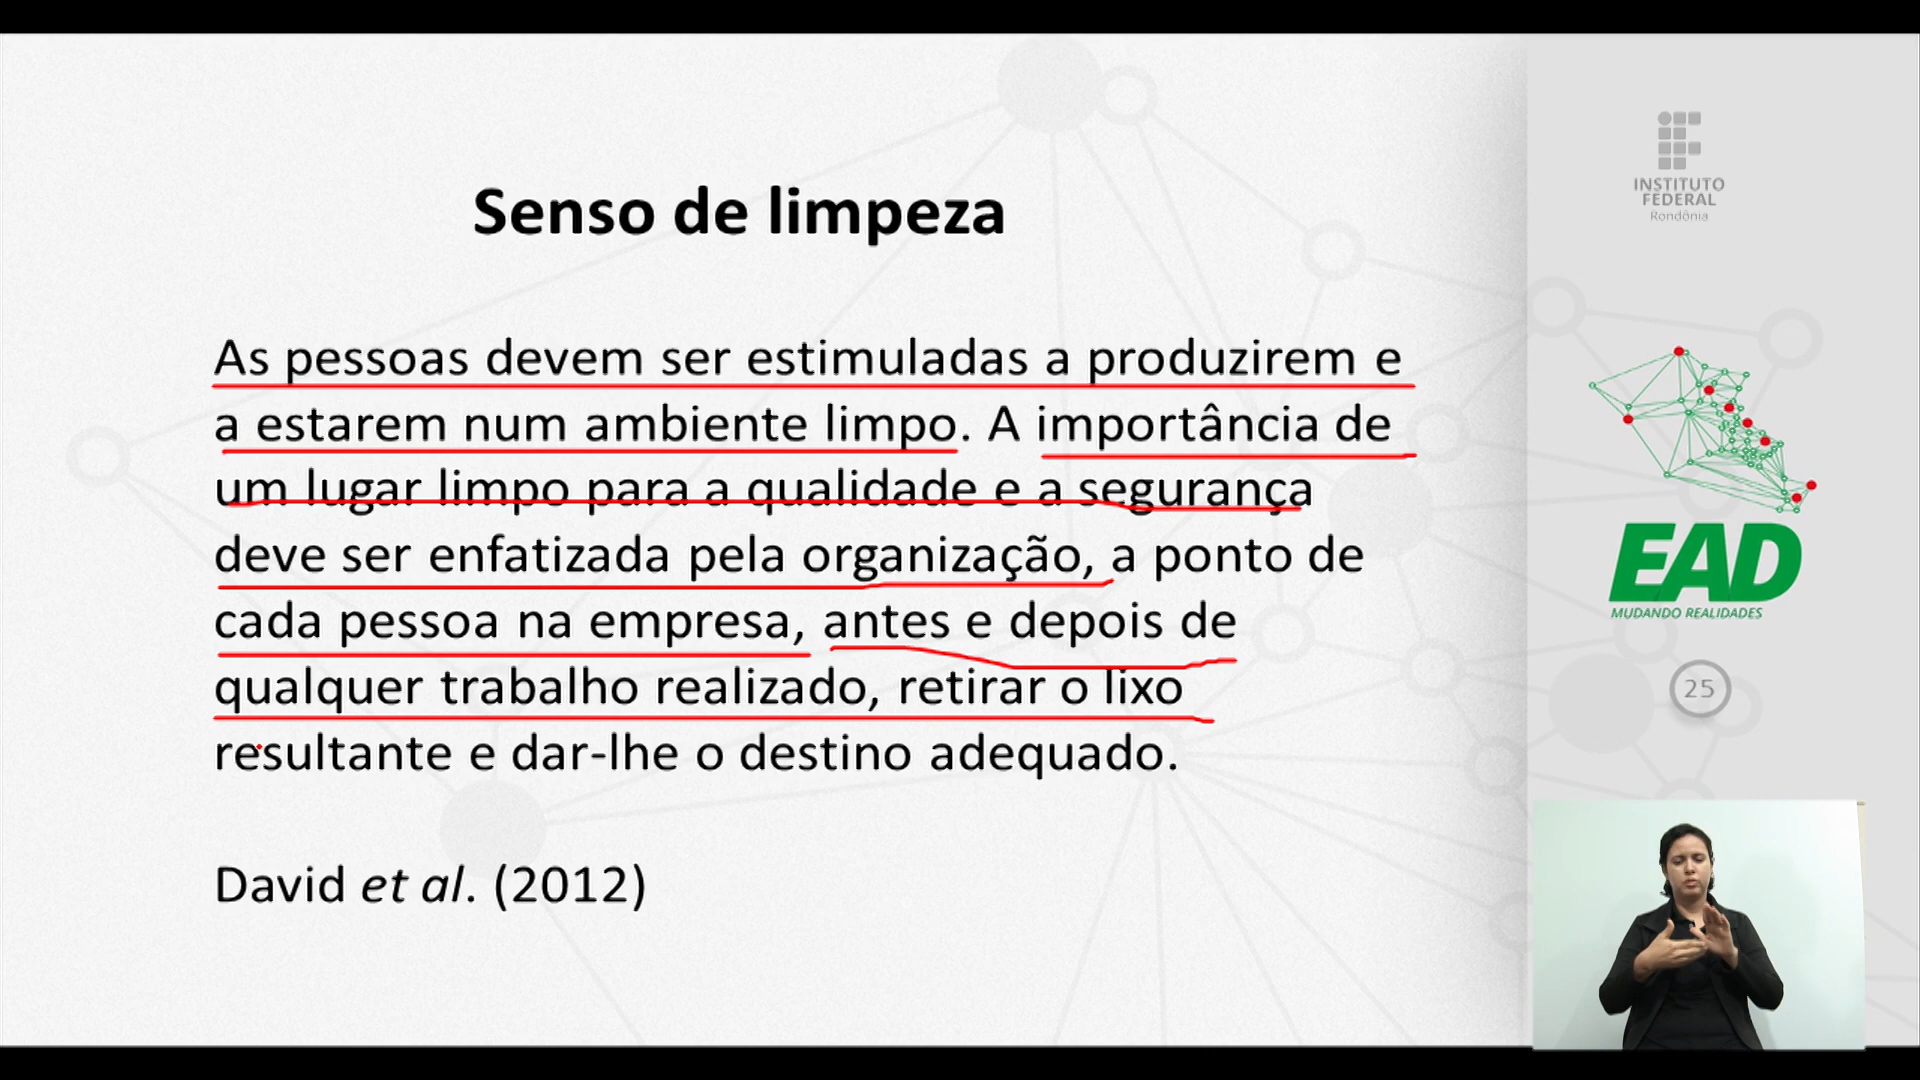 Senso de limpeza
As pessoas devem ser estimuladas a produzirem e
a estarem num ambiente limpo. A importância de
um lugar limpo para a qualidade e a segurança
deve ser enfatizada pela organização, a ponto de
cada pessoa na empresa, antes e depois de
qualquer trabalho realizado, retirar o lixo
resultante e dar-lhe o destino adequado.
David et al. (2012)
INSTITUTO
FEDERAL
Rondônia
EAD
MUDANDO REALIDADES
25